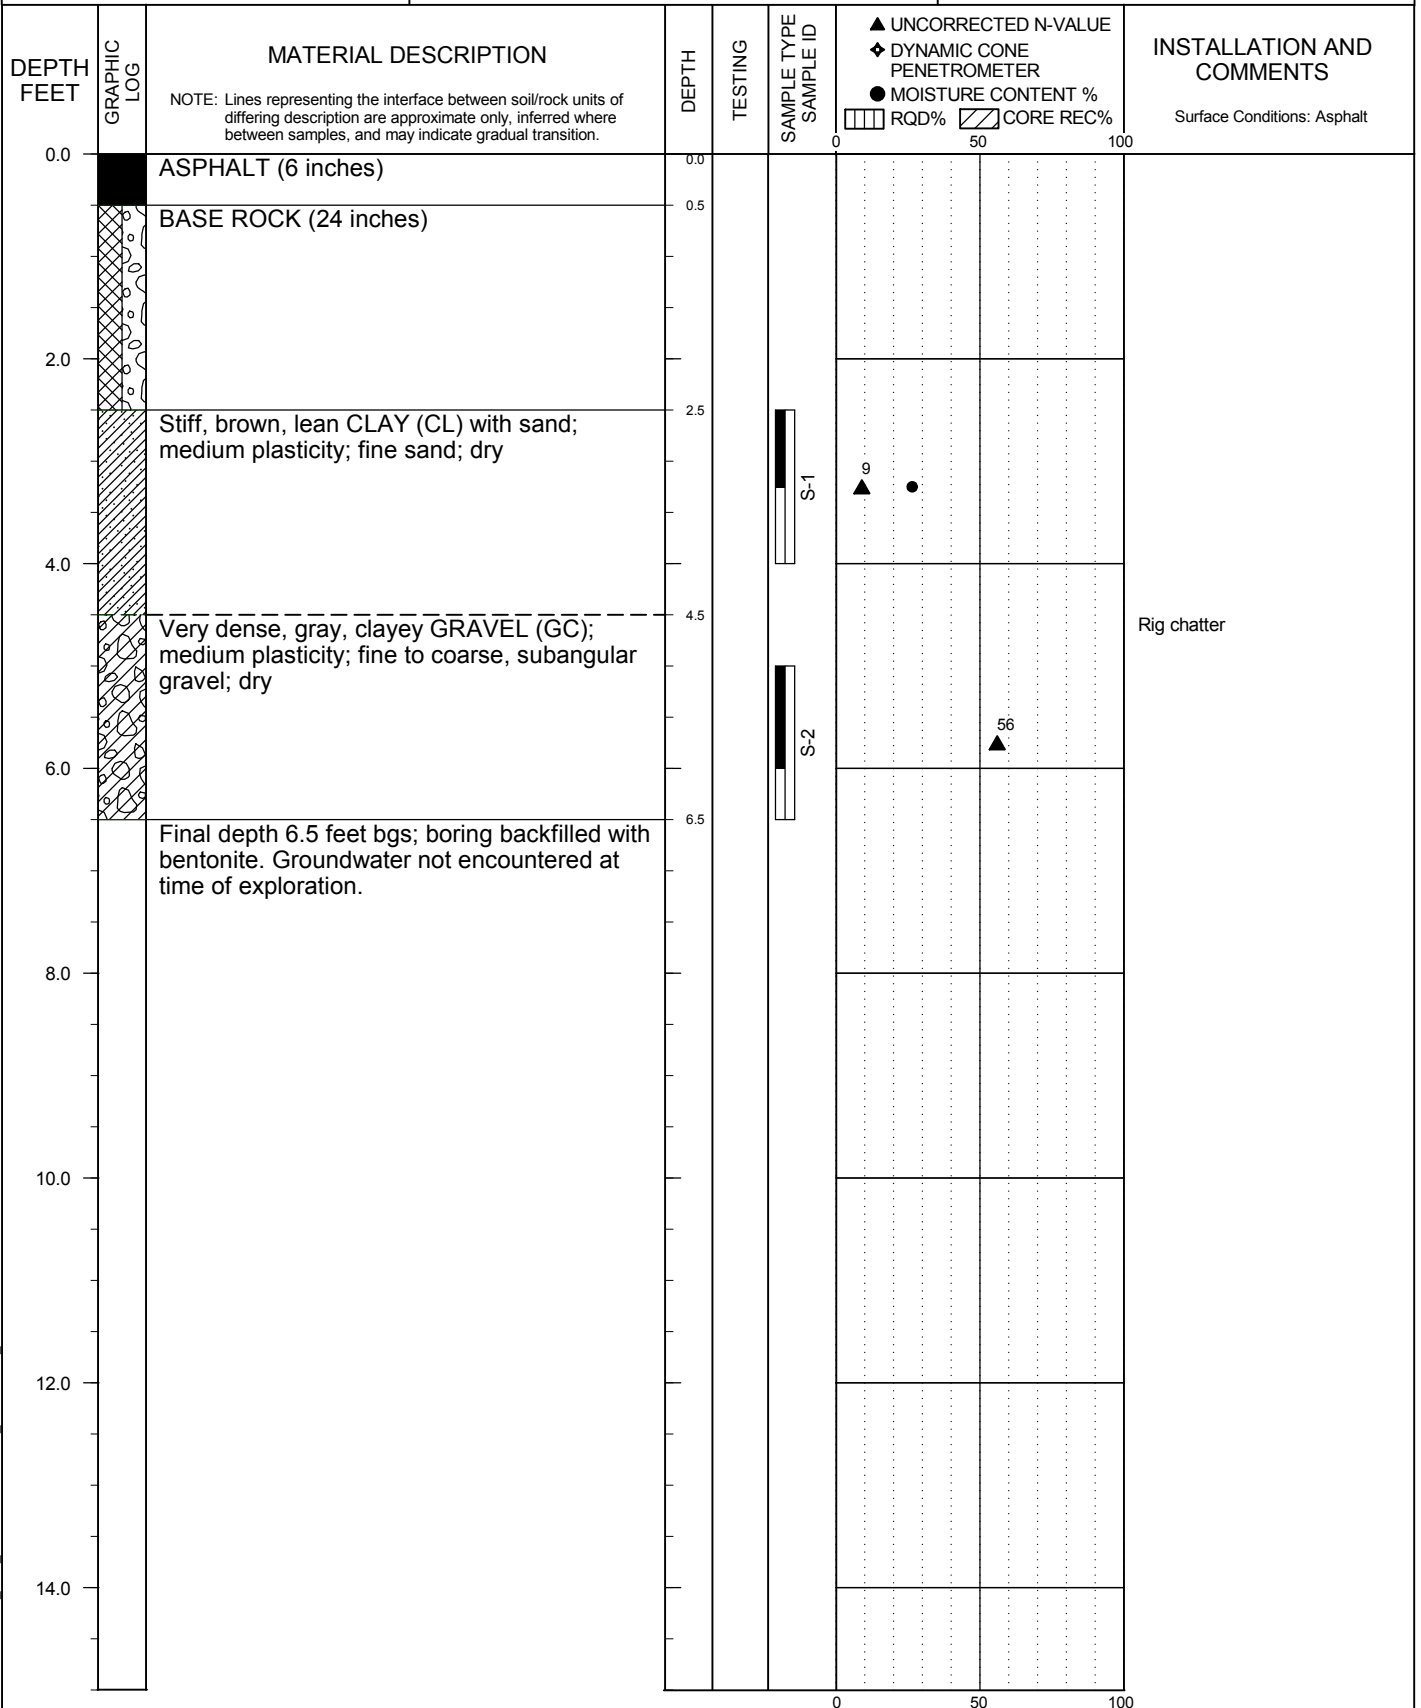 DEPTH
FEET
GRAPHIC
LOG
MATERIAL DESCRIPTION
NOTE: Lines representing the interface between soil/rock units of
differing description are approximate only, inferred where
between samples, and may indicate gradual transition.
DEPTH
TESTING
SAMPLE TYPE
SAMPLE ID
UNCORRECTED N-VALUE
DYNAMIC CONE
PENETROMETER
MOISTURE CONTENT %
RQD% CORE REC%
0 50 100
INSTALLATION AND
COMMENTS
Surface Conditions: Asphalt
0.0
ASPHALT (6 inches)
0.0
0.5
BASE ROCK (24 inches)
2.0
2.5
Stiff, brown, lean CLAY (CL) with sand;
medium plasticity; fine sand; dry
S-1
9
4.0
4.5
Very dense, gray, clayey GRAVEL (GC);
medium plasticity; fine to coarse, subangular
gravel; dry
Rig chatter
S-2
56
6.0
6.5
Final depth 6.5 feet bgs; boring backfilled with
bentonite. Groundwater not encountered at
time of exploration.
8.0
10.0
12.0
14.0
0 50 100